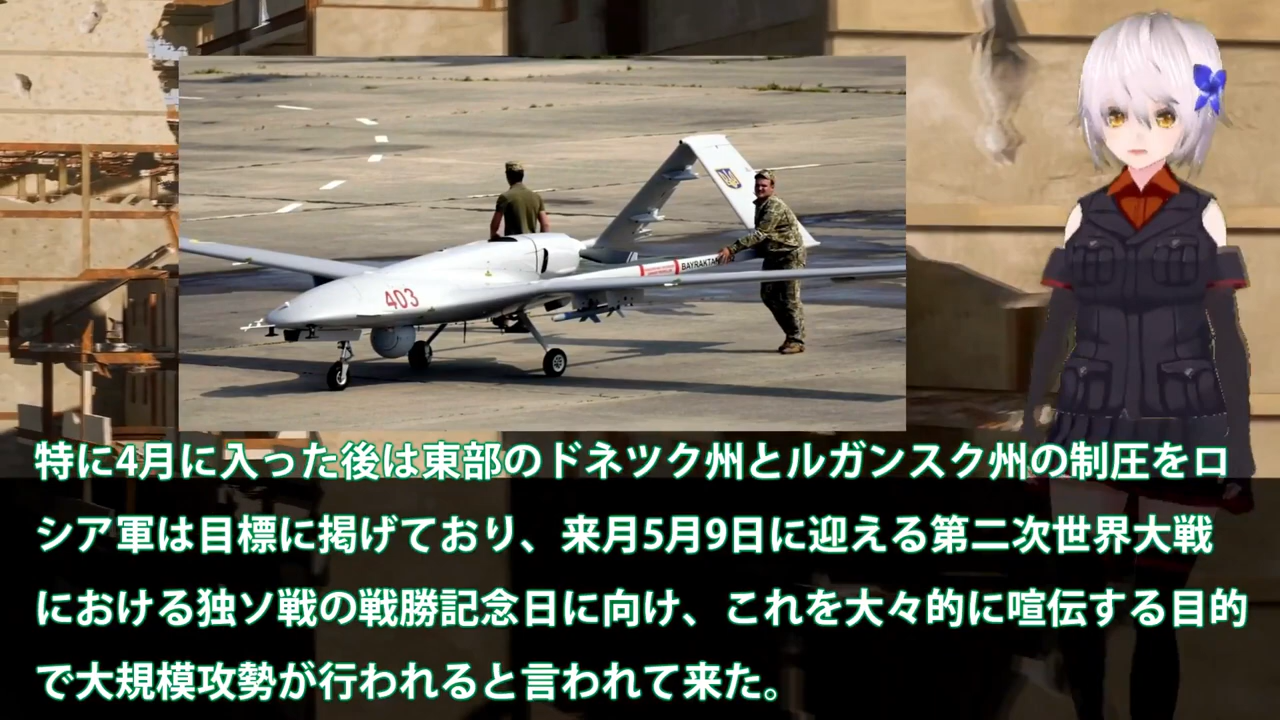 403
BAYRAKTAR
特に4月に入った後は東部のドネツク州とルガンスク州の制圧をロ
シア軍は目標に掲げており、来月5月9日に迎える第二次世界大戦
における独ソ戦の戦勝記念日に向け、これを大々的に喧伝する目的
で大規模攻勢が行われると言われて来た。